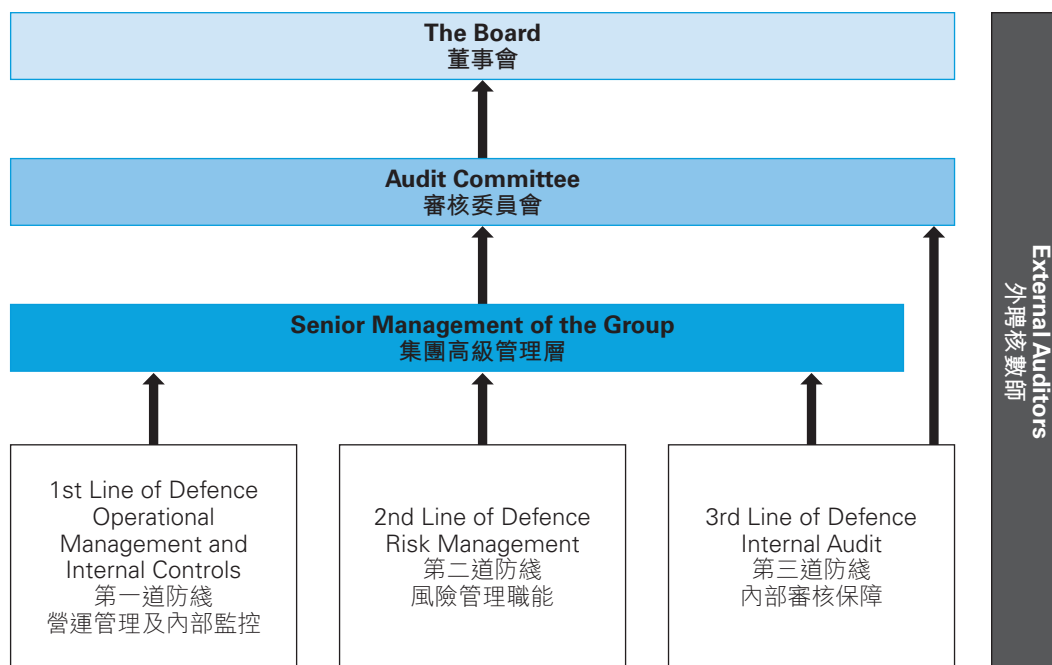 The Board
董事會
Audit Committee
審核委員會
Senior Management of the Group
集團高級管理層
1st Line of Defence
Operational
Management and
Internal Controls
第一道防綫
營運管理及內部監控
2nd Line of Defence
Risk Management
第二道防綫
風險管理職能
3rd Line of Defence
Internal Audit
第三道防綫
內部審核保障
External Auditors
外聘核數師